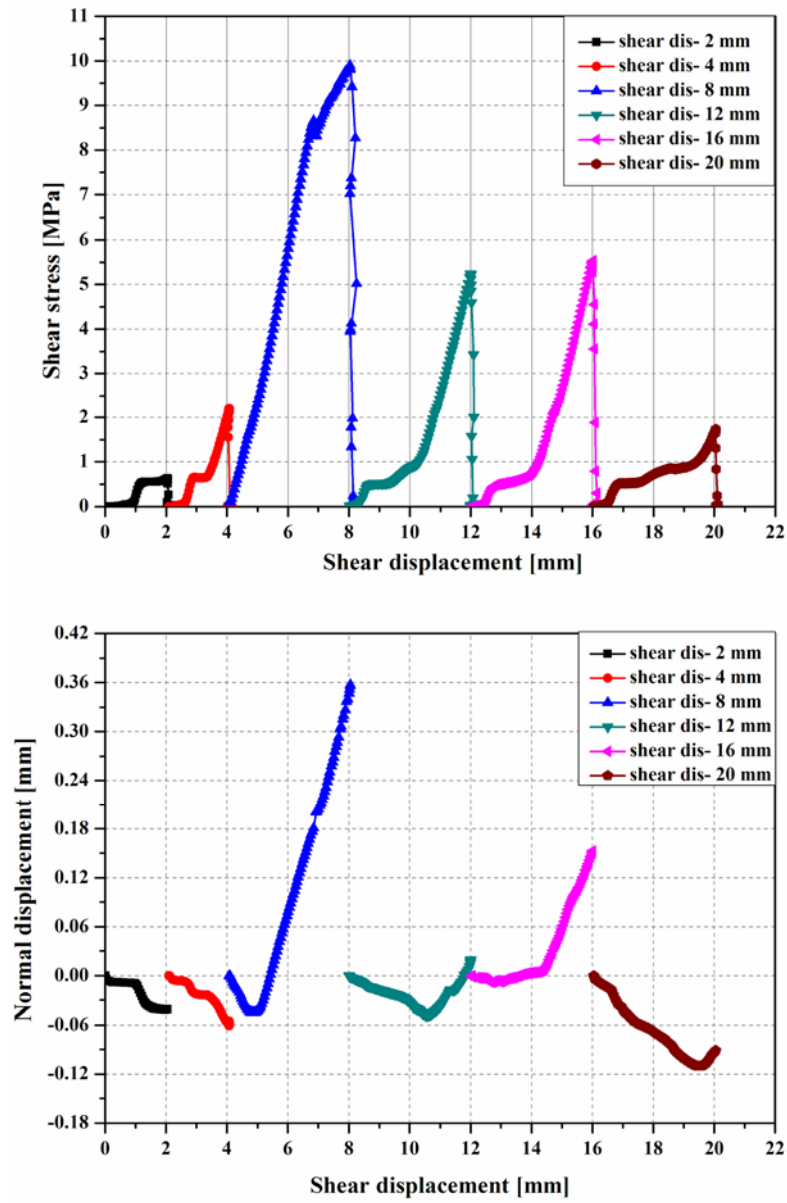 11
10
9
8
7
6
5
4
3
2
1
0
Shear stress [MPa]
shear dis- 2 mm
shear dis- 4 mm
shear dis- 8 mm
shear dis- 12 mm
shear dis- 16 mm
shear dis- 20 mm
0 2 4 6 8 10 12 14 16 18 20 22
Shear displacement [mm]
0.42
0.36
0.30
0.24
0.18
0.12
0.06
0.00
-0.06
-0.12
-0.18
Normal displacement [mm]
shear dis- 2 mm
shear dis- 4 mm
shear dis- 8 mm
shear dis- 12 mm
shear dis- 16 mm
shear dis- 20 mm
0 2 4 6 8 10 12 14 16 18 20 22
Shear displacement [mm]